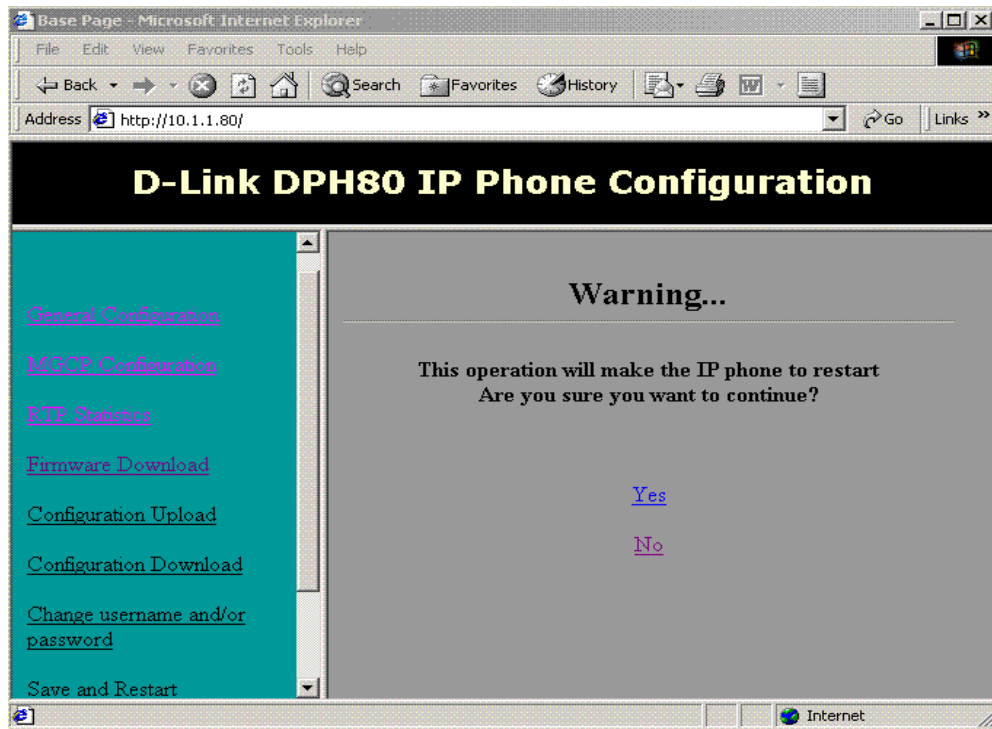 Base Page - Microsoft Internet Explorer
File Edit View Favorites Tools Help
Back Search Favorites History
Address http://10.1.1.80/ Go Links »
D-Link DPH80 IP Phone Configuration
General Configuration
MGCP Configuration
RTP Statistics
Firmware Download
Configuration Upload
Configuration Download
Change username and/or
password
Save and Restart
Warning...
This operation will make the IP phone to restart
Are you sure you want to continue?
Yes
No
Internet